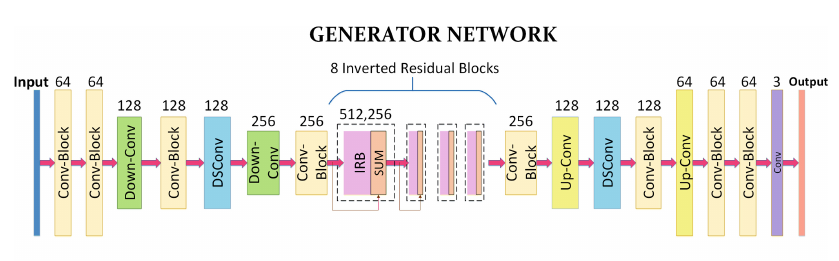 GENERATOR NETWORK
8 Inverted Residual Blocks
Input
64
64
128
128
128
256
256
512,256
256
128
128
128
64
64
64
3
Output
Conv-Block
Conv-Block
Down-Conv
Conv-Block
DSConv
Down-
Conv
Conv-
Block
IRB
SUM
Conv-
Block
Up-Conv
DSConv
Conv-Block
Up-Conv
Conv-Block
Conv-Block
Conv